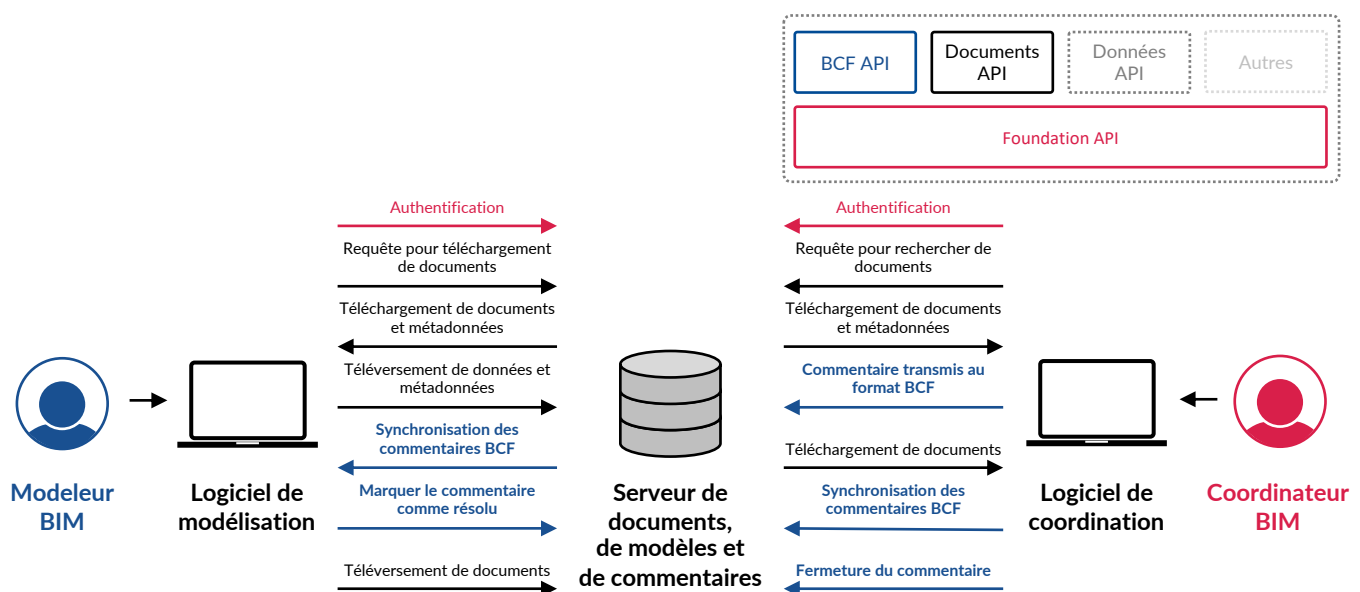 BCF API
Documents
API
Données
API
Autres
Foundation API
Authentification
Requête pour téléchargement
de documents
Téléchargement de documents
et métadonnées
Téléversement de données et
métadonnées
Synchronisation des
commentaires BCF
Marquer le commentaire
comme résolu
Téléversement de documents
Authentification
Requête pour rechercher de
documents
Téléchargement de documents
et métadonnées
Commentaire transmis au
format BCF
Téléchargement de documents
Synchronisation des
commentaires BCF
Fermeture du commentaire
Modeleur
BIM
Logiciel de
modélisation
Serveur de
documents,
de modèles et
de commentaires
Logiciel de
coordination
Coordinateur
BIM